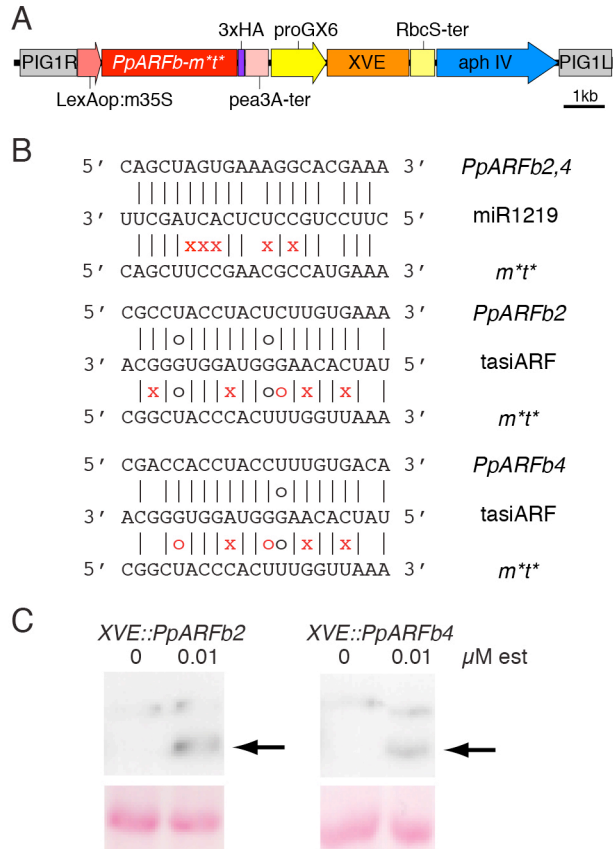 A
3xHA proGX6 RbcS-ter
PIG1R PpARFb-m*t* XVE aph IV PIG1L
LexAop:m35S pea3A-ter 1kb
B
5′ CAGCUAGUGAAAGGCACGAAA 3′ PpARFb2,4
3′ UUCGAUCACUCUCCGUCCUUC 5′ miR1219
xxx x x
5′ CAGCUUCCGAACGCCAUGAAA 3′ m*t*
5′ CGCCUACCUACUCUUGUGAAA 3′ PpARFb2
o o
3′ ACGGGUGGAUGGGAACACUAU 5′ tasiARF
x o x o o x x
5′ CGGCUACCCACUUUGGUUAAA 3′ m*t*
5′ CGACCACCUACCUUUGUGACA 3′ PpARFb4
o
3′ ACGGGUGGAUGGGAACACUAU 5′ tasiARF
o x o o x x
5′ CGGCUACCCACUUUGGUUAAA 3′ m*t*
C
XVE::PpARFb2 XVE::PpARFb4
0 0.01 0 0.01 µM est